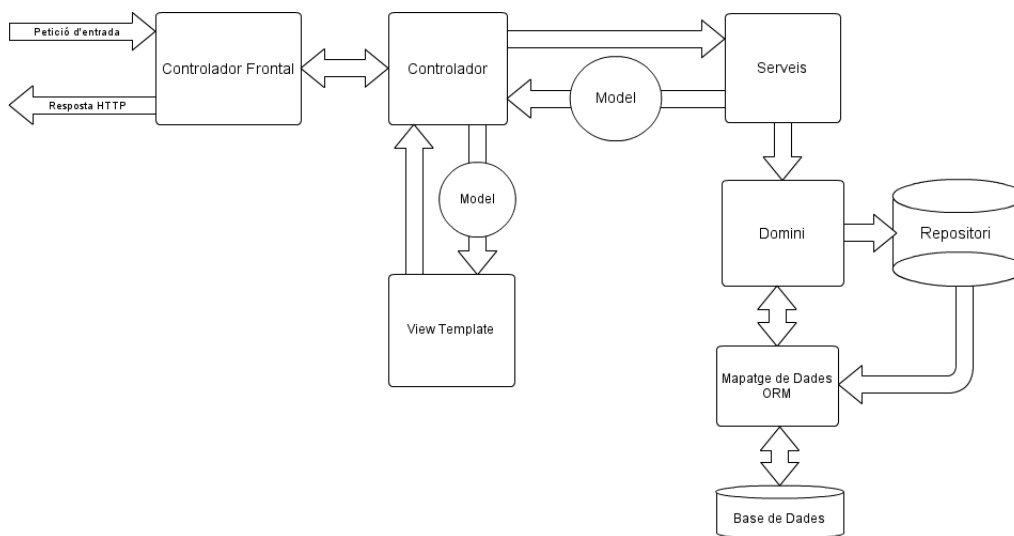 Petició d'entrada
Controlador Frontal
Controlador
Serveis
Resposta HTTP
Model
Model
Domini
Repositori
View Template
Mapatge de Dades
ORM
Base de Dades